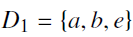 D₁ = {a, b, e}